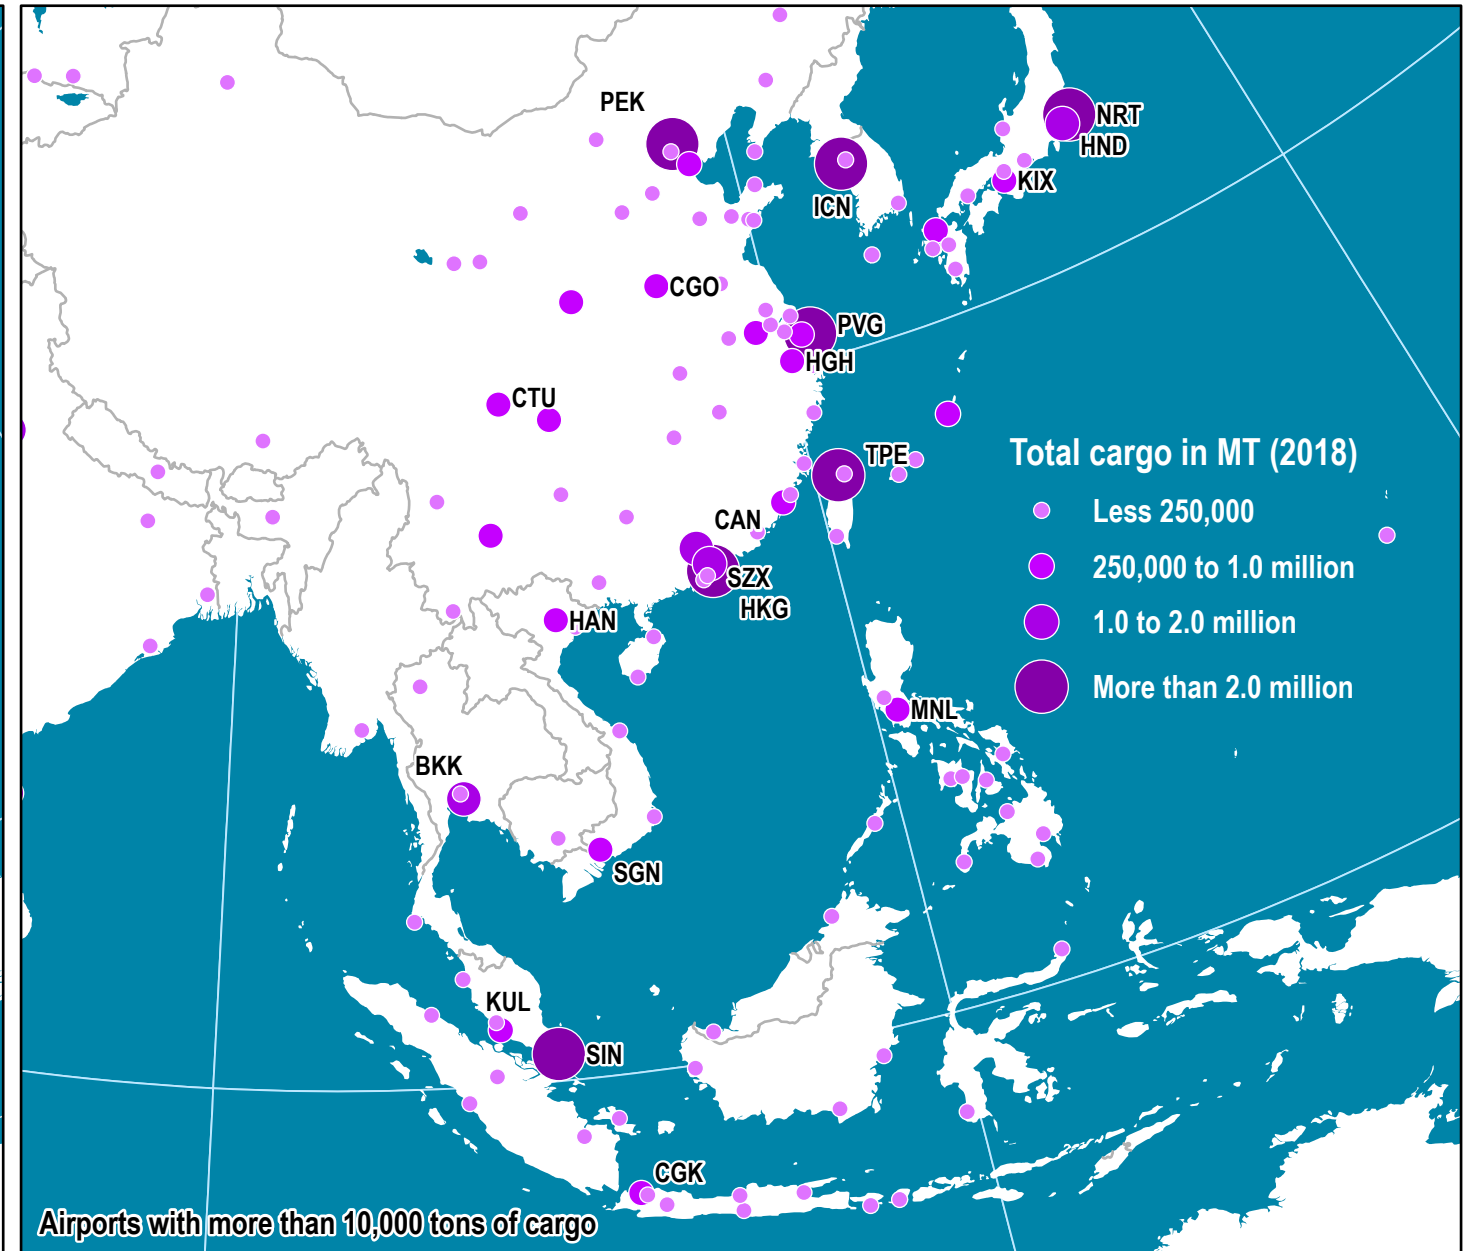 PEK
NRT
HND
KIX
ICN
CGO
PVG
HGH
CTU
TPE
CAN
SZX
HKG
HAN
MNL
BKK
SGN
KUL
SIN
CGK
Total cargo in MT (2018)
Less 250,000
250,000 to 1.0 million
1.0 to 2.0 million
More than 2.0 million
Airports with more than 10,000 tons of cargo